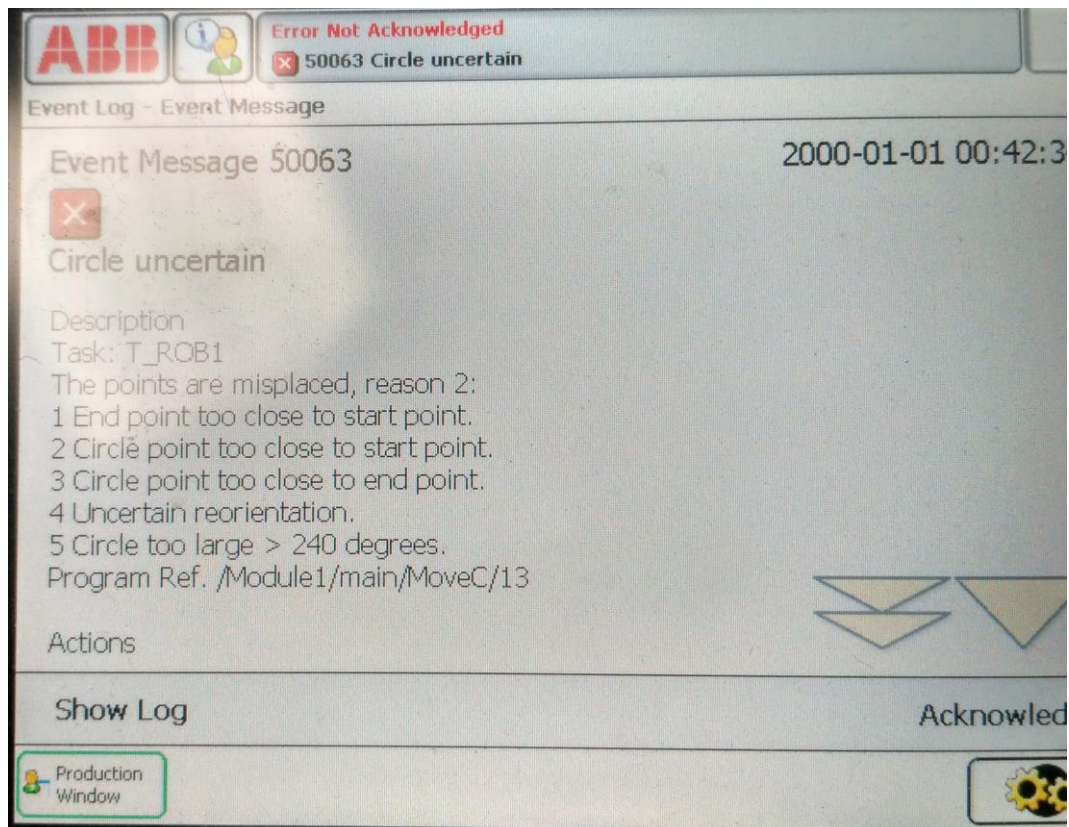 ABB
Error Not Acknowledged
50063 Circle uncertain
Event Log - Event Message
Event Message 50063
2000-01-01 00:42:3
Circle uncertain
Description
Task: T_ROB1
The points are misplaced, reason 2:
1 End point too close to start point.
2 Circle point too close to start point.
3 Circle point too close to end point.
4 Uncertain reorientation.
5 Circle too large > 240 degrees.
Program Ref. /Module1/main/MoveC/13
Actions
Show Log
Acknowled
Production
Window